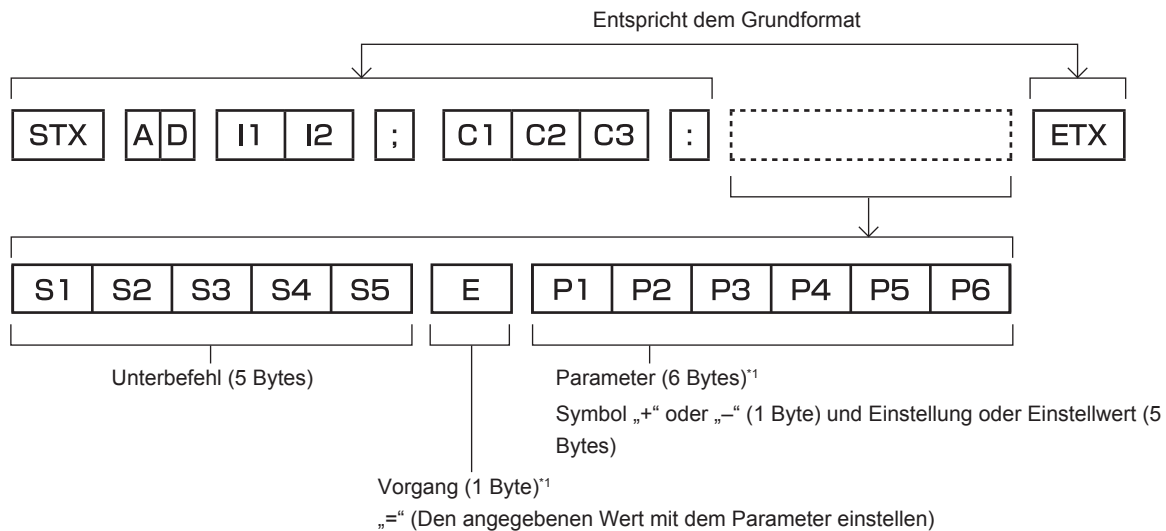 Entspricht dem Grundformat
STX A D I1 I2 ; C1 C2 C3 : ETX
S1 S2 S3 S4 S5 E P1 P2 P3 P4 P5 P6
Unterbefehl (5 Bytes)
Parameter (6 Bytes)*1
Symbol „+“ oder „–“ (1 Byte) und Einstellung oder Einstellwert (5
Bytes)
Vorgang (1 Byte)*1
„=“ (Den angegebenen Wert mit dem Parameter einstellen)